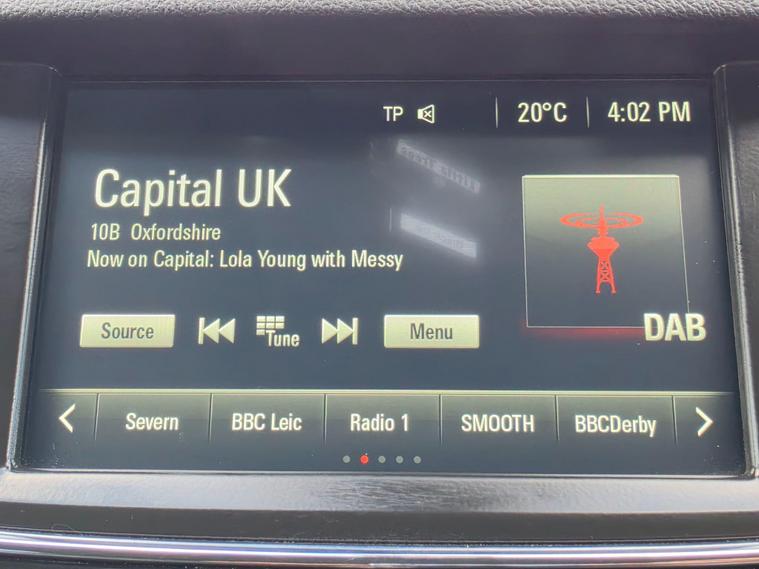 TP 20°C 4:02 PM
Capital UK
10B Oxfordshire
Now on Capital: Lola Young with Messy
DAB
Source Tune Menu
Severn BBC Leic Radio 1 SMOOTH BBCDerby